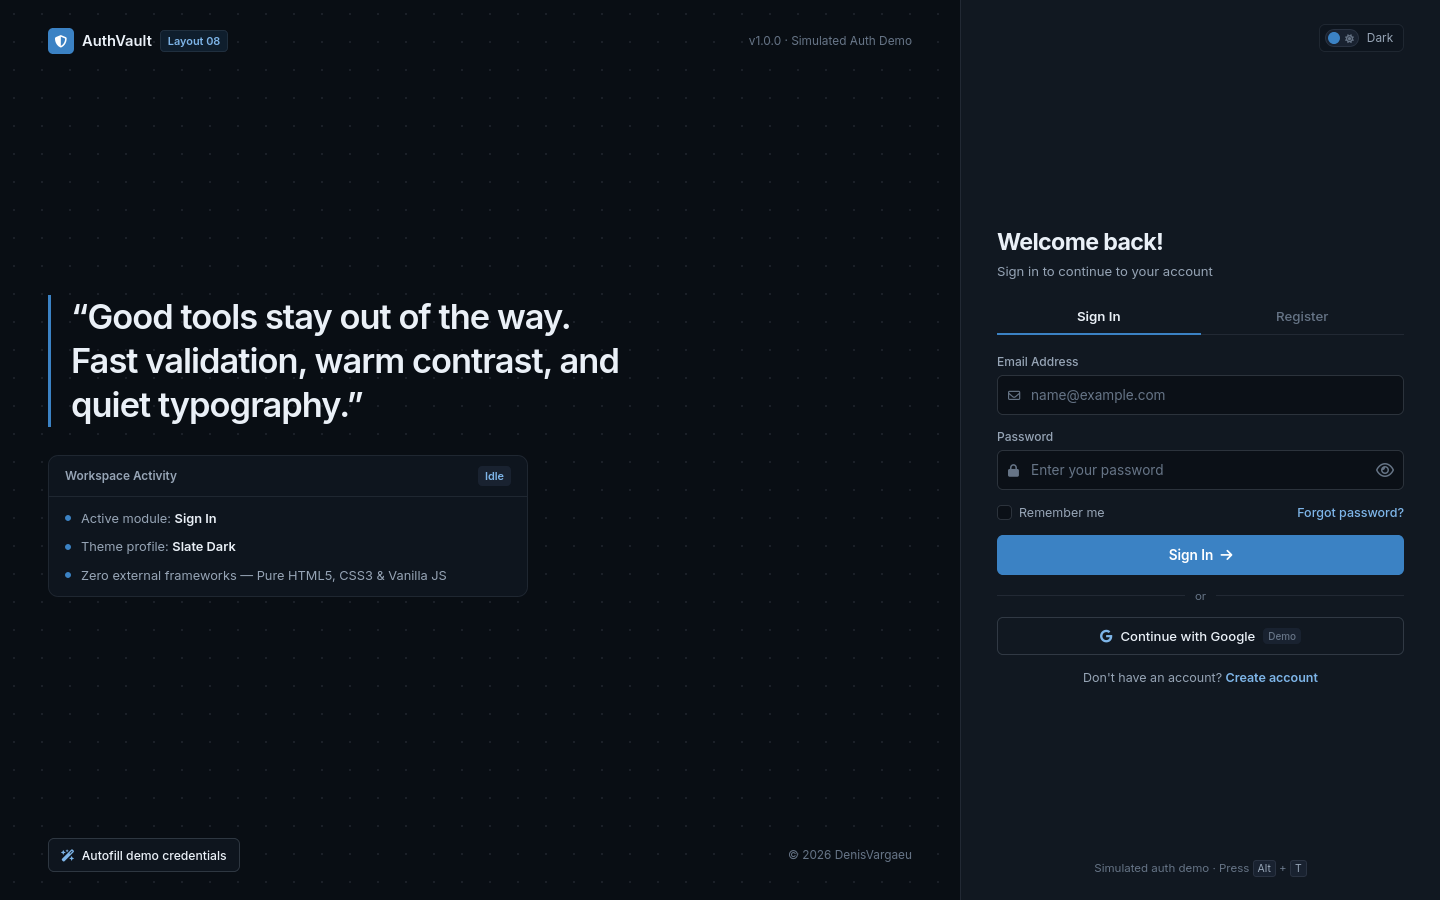 AuthVault
Layout 08
v1.0.0 · Simulated Auth Demo
“Good tools stay out of the way.
Fast validation, warm contrast, and
quiet typography.”
Workspace Activity
Idle
Active module: Sign In
Theme profile: Slate Dark
Zero external frameworks — Pure HTML5, CSS3 & Vanilla JS
Autofill demo credentials
© 2026 DenisVargaeu
Dark
Welcome back!
Sign in to continue to your account
Sign In
Register
Email Address
name@example.com
Password
Enter your password
Remember me
Forgot password?
Sign In
or
Continue with Google
Demo
Don't have an account? Create account
Simulated auth demo · Press Alt + T